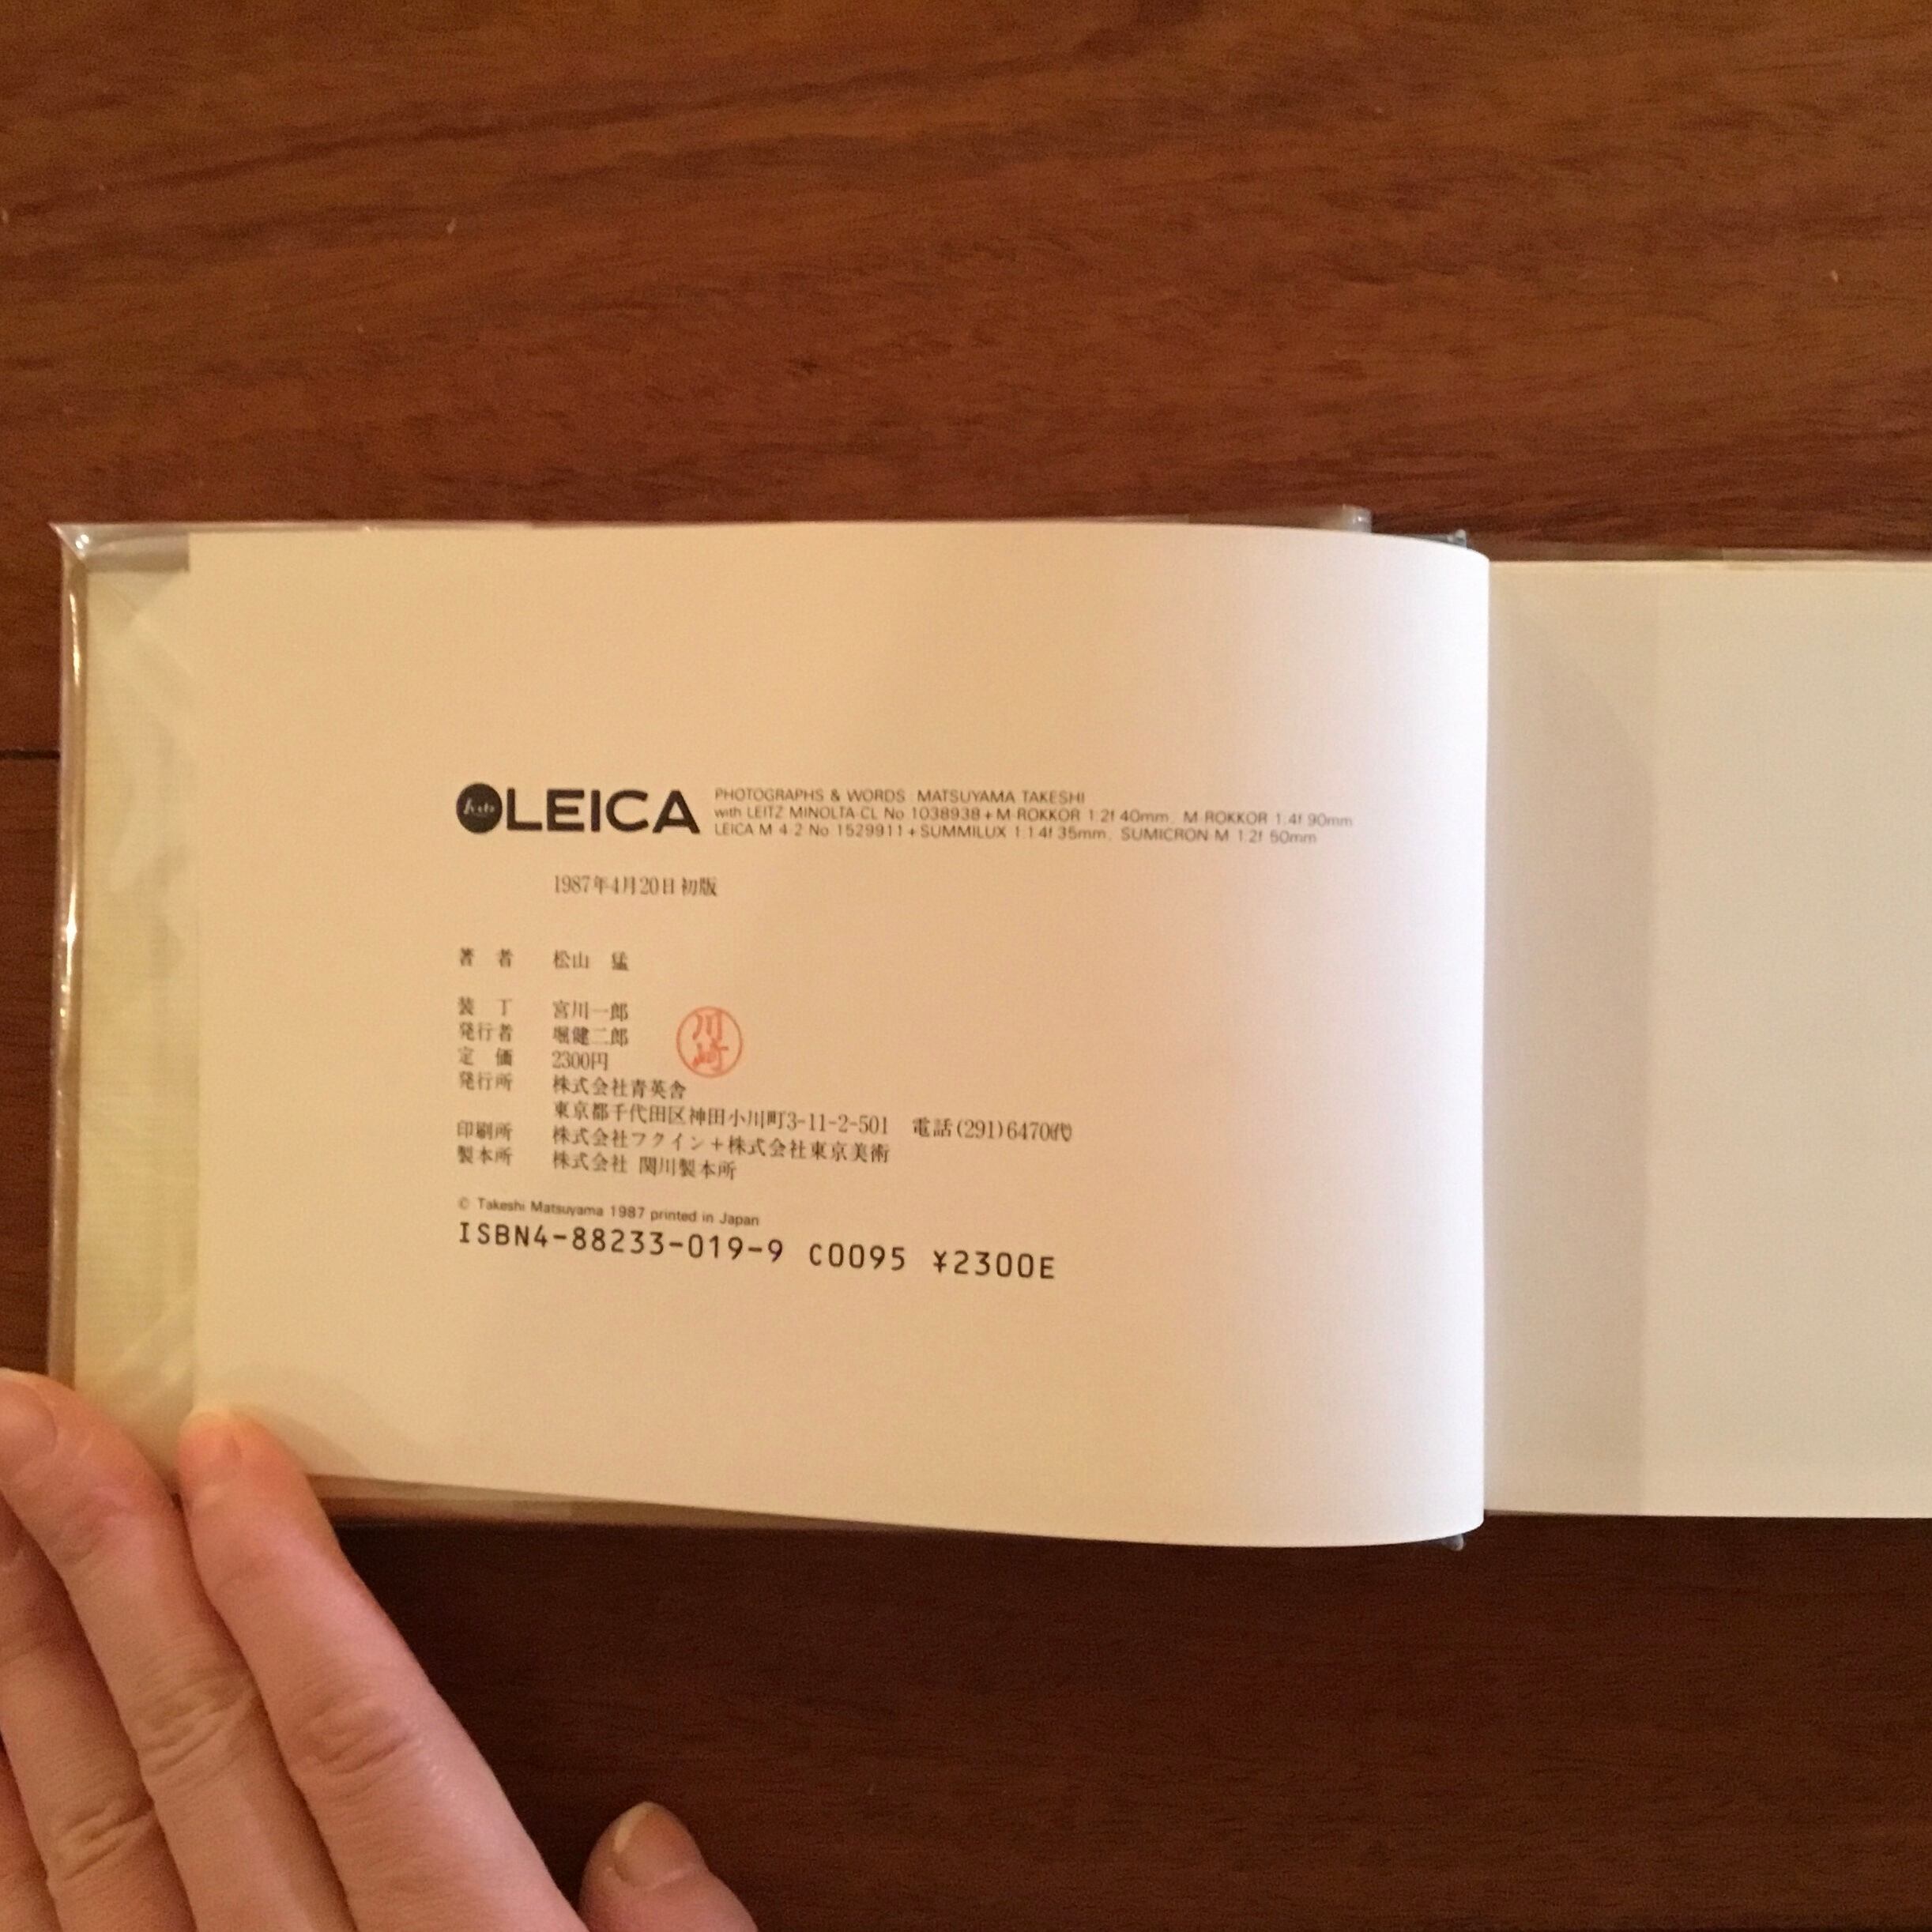 LEICA
PHOTOGRAPHS & WORDS MATSUYAMA TAKESHI
with LEITZ MINOLTA CL No 1038938 + M ROKKOR 1:2f 40mm, M ROKKOR 1:4f 90mm
LEICA M 4-2 No 1529911 + SUMMILUX 1:1.4f 35mm, SUMICRON M 1:2f 50mm
1987年4月20日初版
著者 松山 猛
装丁 宮川一郎
発行者 堀健二郎
川崎
定価 2300円
発行所 株式会社青英舎
東京都千代田区神田小川町3-11-2-501 電話(291)6470代
印刷所 株式会社フクイン+株式会社東京美術
製本所 株式会社 関川製本所
© Takeshi Matsuyama 1987 printed in Japan
ISBN4-88233-019-9 C0095 ¥2300E